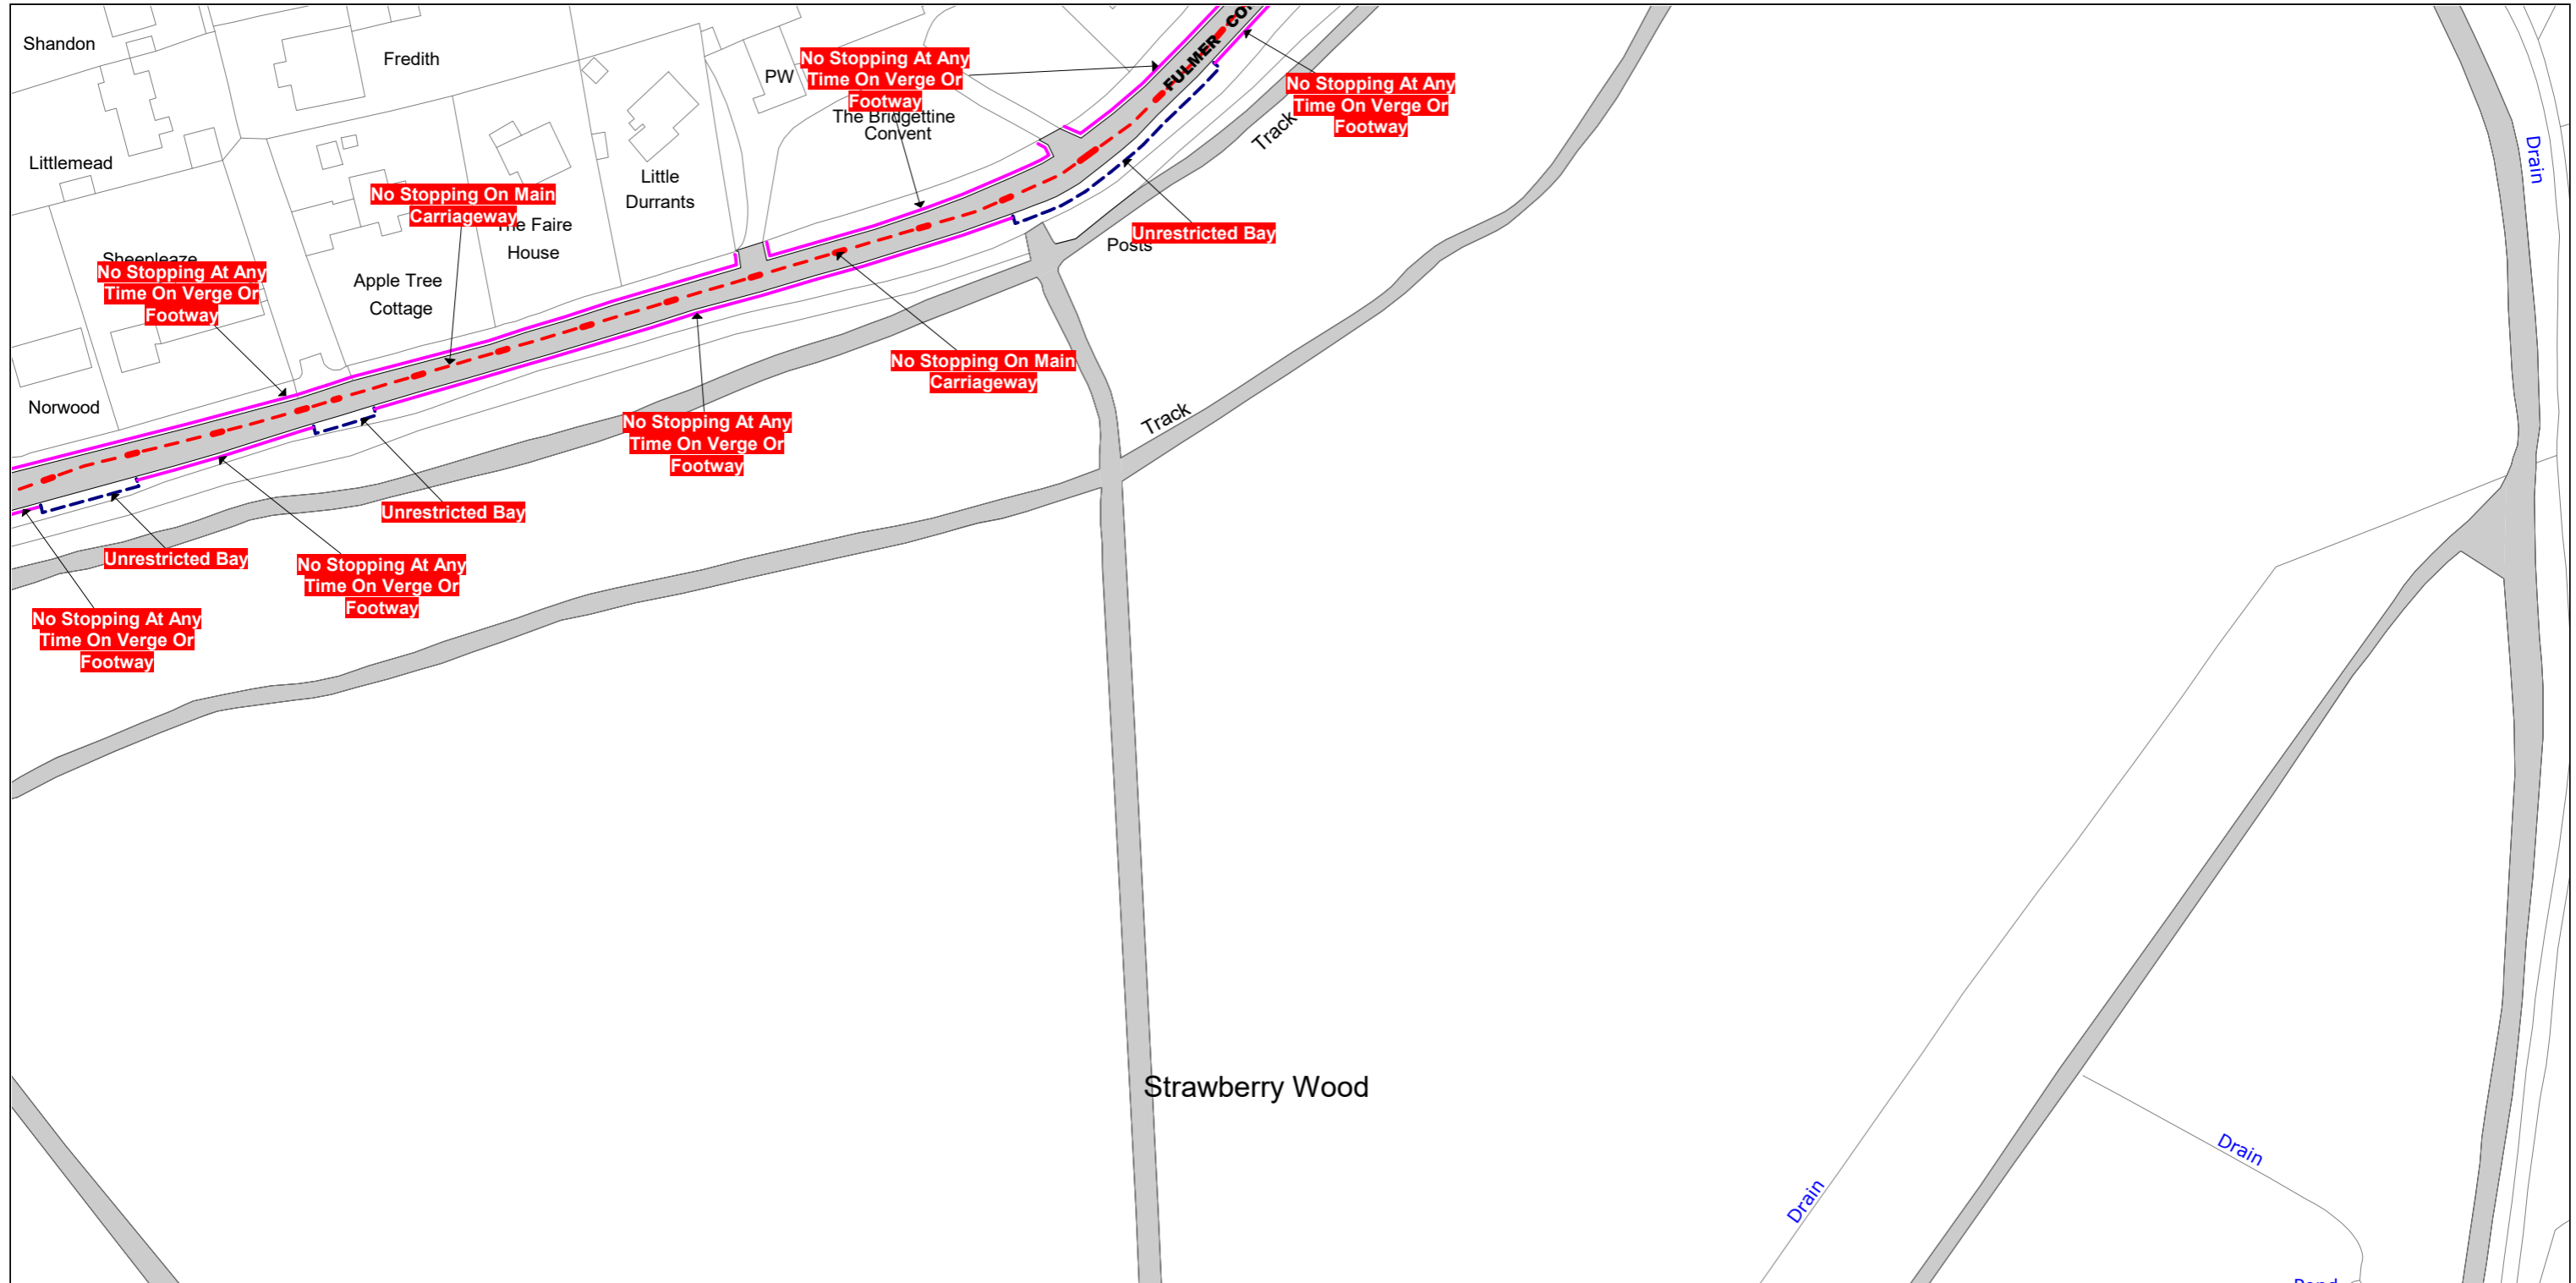 Shandon
Fredith
PW
No Stopping At Any
Time On Verge Or
Footway
The Bridgettine
Convent
FULMER
No Stopping At Any
Time On Verge Or
Footway
Track
Drain
Littlemead
Little
Durrants
No Stopping On Main
Carriageway
The Faire
House
Unrestricted Bay
Posts
Sheepleaze
No Stopping At Any
Time On Verge Or
Footway
Apple Tree
Cottage
No Stopping On Main
Carriageway
Norwood
No Stopping At Any
Time On Verge Or
Footway
Track
Unrestricted Bay
Unrestricted Bay
No Stopping At Any
Time On Verge Or
Footway
No Stopping At Any
Time On Verge Or
Footway
Strawberry Wood
Drain
Drain